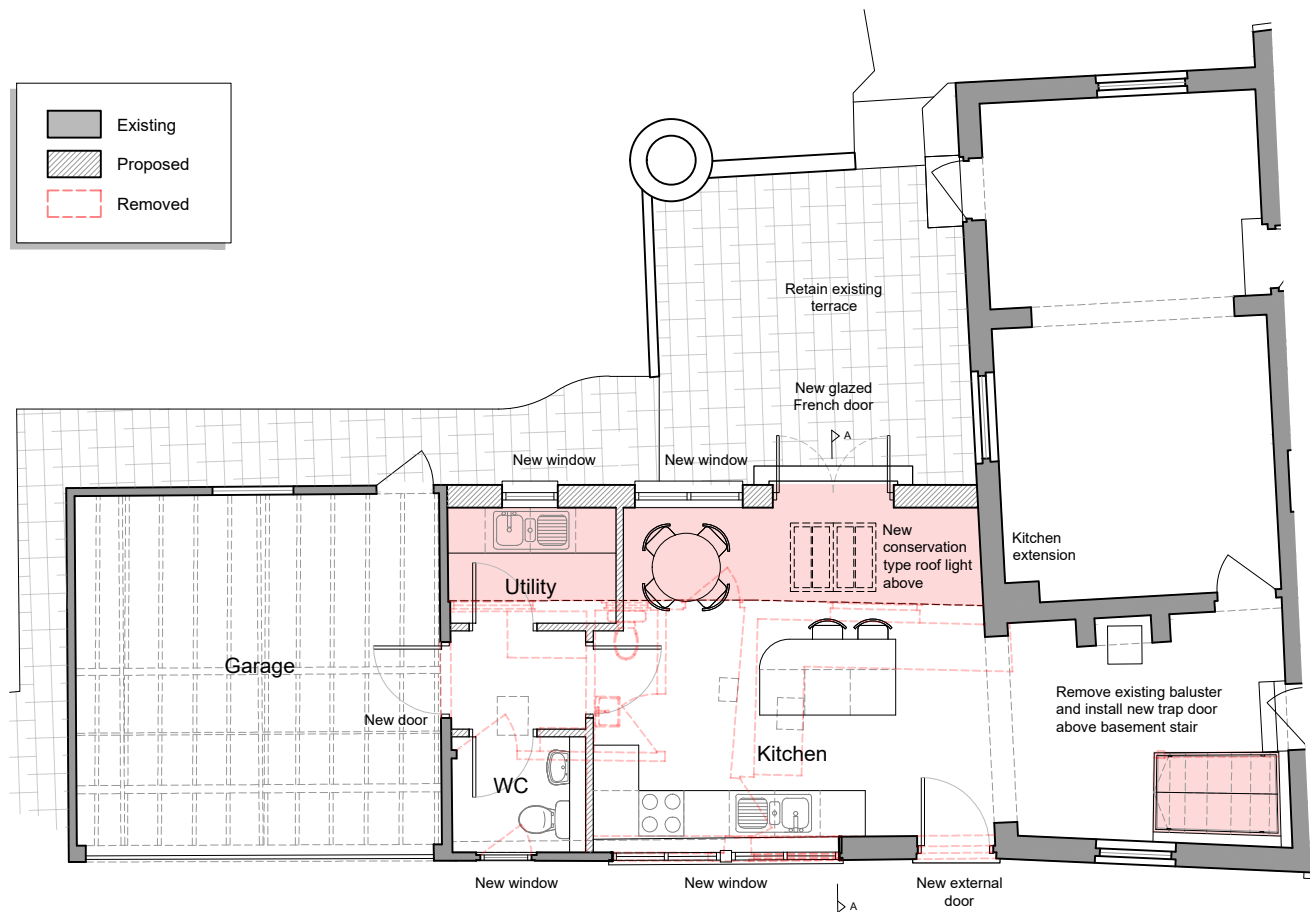 Existing
Proposed
Removed
Retain existing
terrace
New glazed
French door
A
New window
New window
New
conservation
type roof light
above
Kitchen
extension
Utility
Garage
New door
Remove existing baluster
and install new trap door
above basement stair
Kitchen
WC
New window
New window
New external
door
A